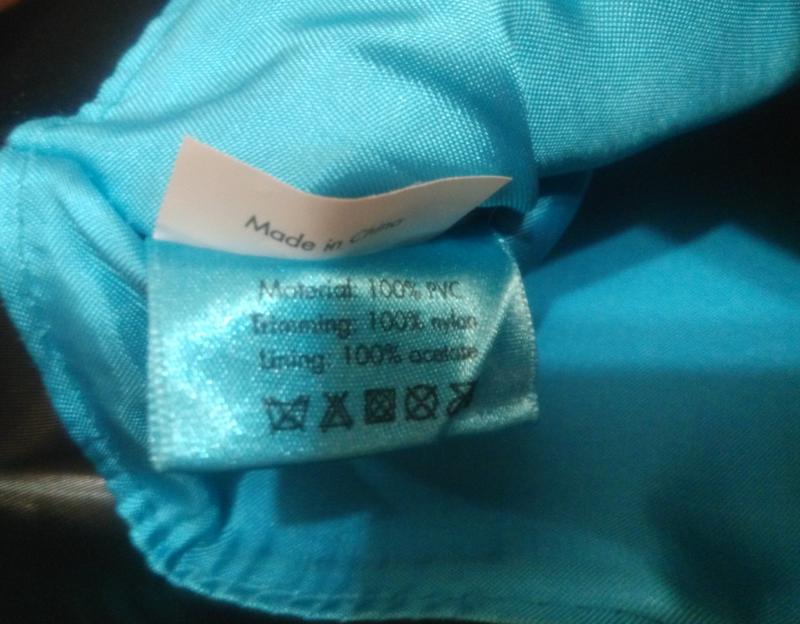 Made in China
Material: 100% PVC
Trimming: 100% nylon
Lining: 100% acetate